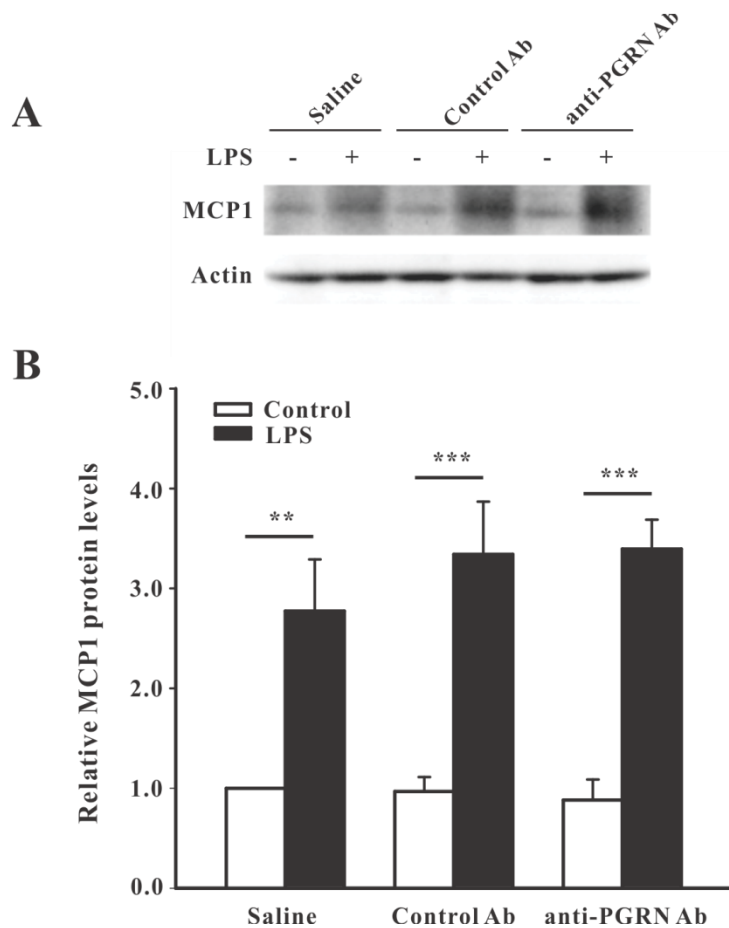 A
Saline Control Ab anti-PGRN Ab
LPS - + - + - +
MCP1
Actin
B
Relative MCP1 protein levels
5.0
4.0
3.0
2.0
1.0
0.0
Control
LPS
**
***
***
Saline Control Ab anti-PGRN Ab